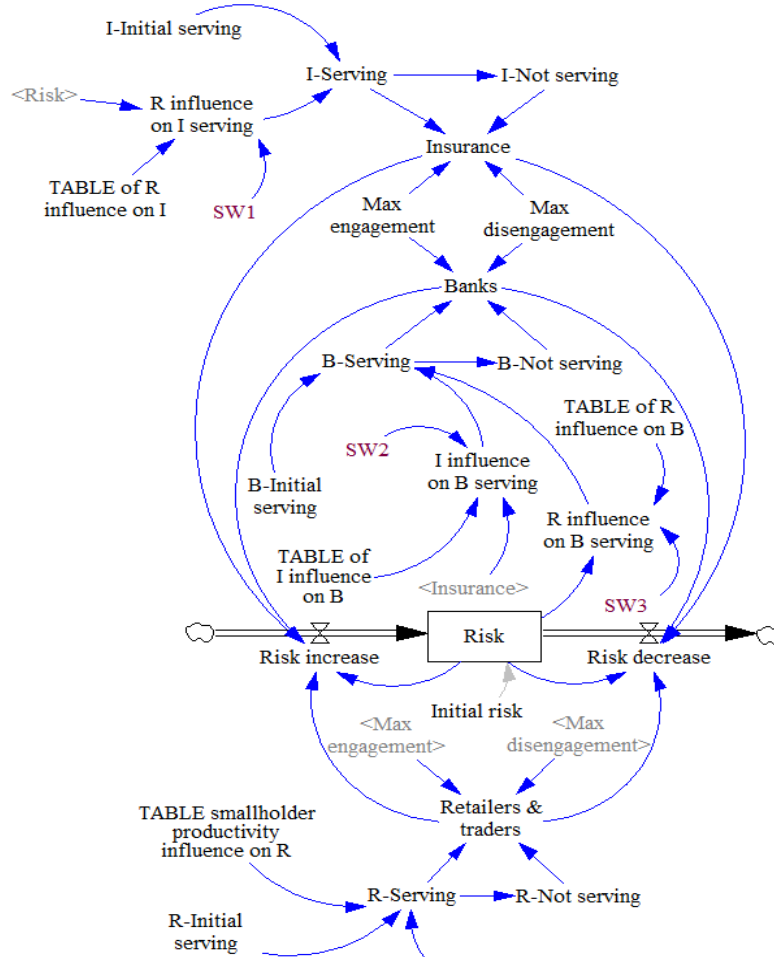 I-Initial serving
I-Serving
I-Not serving
<Risk>
R influence
on I serving
Insurance
TABLE of R
influence on I
SW1
Max
engagement
Max
disengagement
Banks
B-Serving
B-Not serving
TABLE of R
influence on B
SW2
I influence
on B serving
B-Initial
serving
R influence
on B serving
TABLE of
I influence
on B
<Insurance>
SW3
Risk
Risk increase
Risk decrease
Initial risk
<Max
engagement>
<Max
disengagement>
TABLE smallholder
productivity
influence on R
Retailers &
traders
R-Serving
R-Not serving
R-Initial
serving